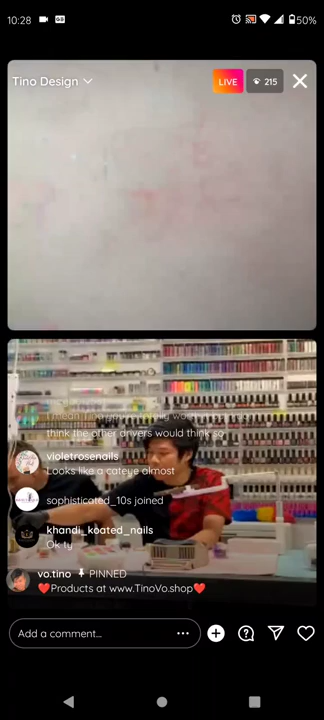 10:28
50%
Tino Design
LIVE
215
think the other drivers would think so
violetrosenails
Looks like a cateye almost
sophisticated_10s joined
khandi_koated_nails
Ok ty
vo.tino PINNED
❤️Products at www.TinoVo.shop❤️
Add a comment...